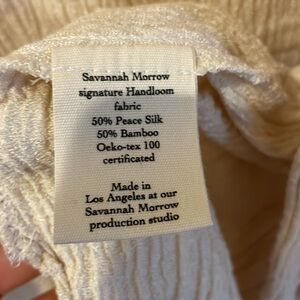 Savannah Morrow
signature Handloom
fabric
50% Peace Silk
50% Bamboo
Oeko-tex 100
certificated
Made in
Los Angeles at our
Savannah Morrow
production studio